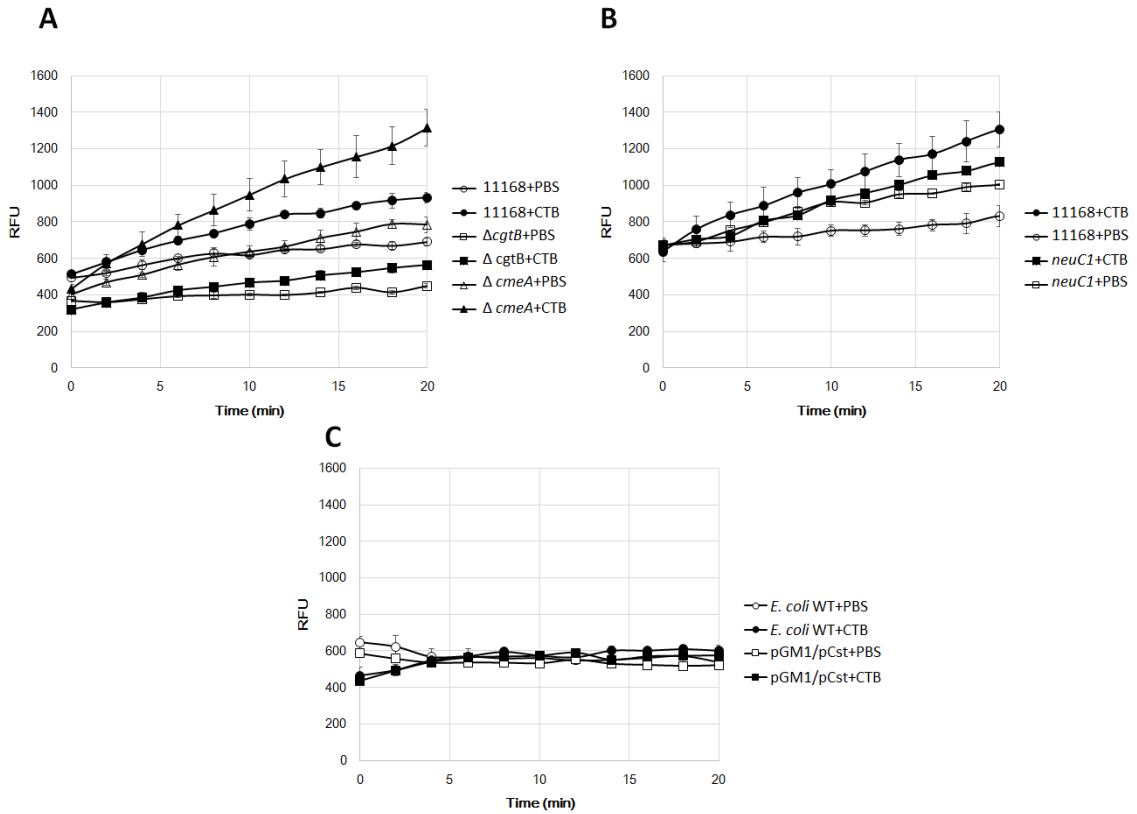 A
1600
1400
1200
1000
800
600
400
200
0
RFU
0 5 10 15 20
Time (min)
11168+PBS
11168+CTB
ΔcgtB+PBS
Δ cgtB+CTB
Δ cmeA+PBS
Δ cmeA+CTB
B
1600
1400
1200
1000
800
600
400
200
0
RFU
0 5 10 15 20
Time (min)
11168+CTB
11168+PBS
neuC1+CTB
neuC1+PBS
C
1600
1400
1200
1000
800
600
400
200
0
RFU
0 5 10 15 20
Time (min)
E. coli WT+PBS
E. coli WT+CTB
pGM1/pCst+PBS
pGM1/pCst+CTB